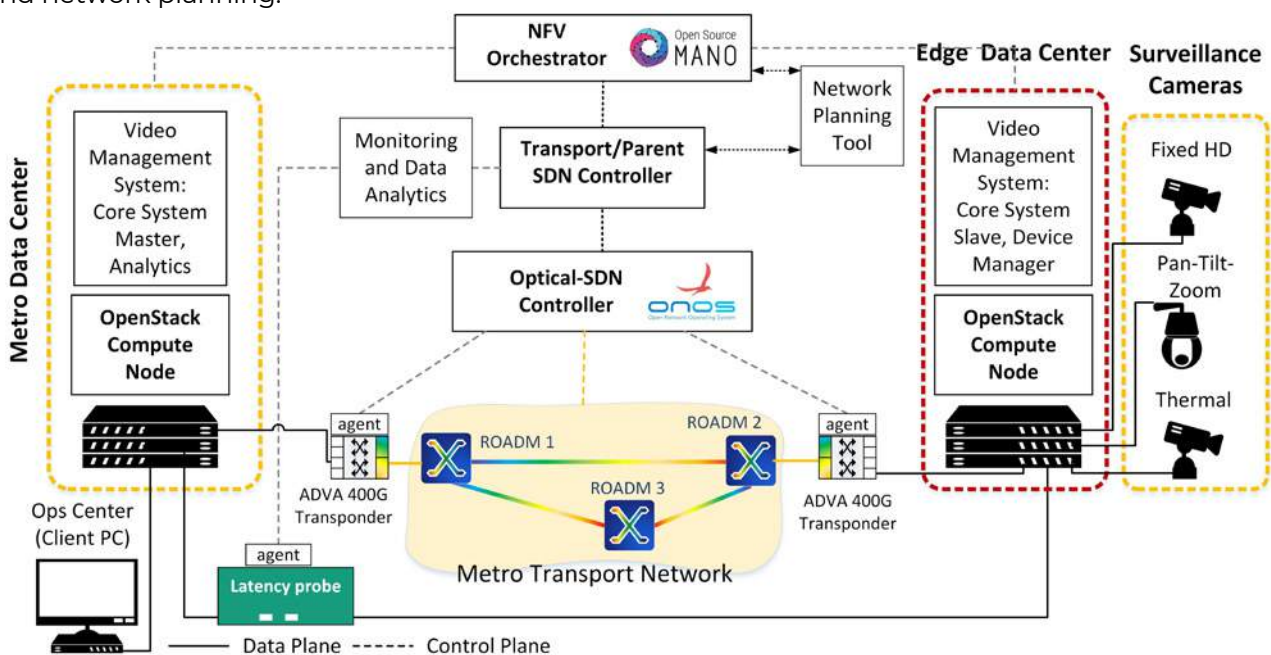 nd network planning.
NFV
Orchestrator
Open Source
MANO
Edge Data Center
Surveillance
Cameras
Metro Data Center
Video
Management
System:
Core System
Master,
Analytics
OpenStack
Compute
Node
Monitoring
and Data
Analytics
Transport/Parent
SDN Controller
Network
Planning
Tool
Optical-SDN
Controller
onos
Open Network Operating System
Video
Management
System:
Core System
Slave, Device
Manager
OpenStack
Compute
Node
Fixed HD
Pan-Tilt-
Zoom
Thermal
agent
ADVA 400G
Transponder
ROADM 1
ROADM 2
ROADM 3
Metro Transport Network
agent
ADVA 400G
Transponder
Ops Center
(Client PC)
agent
Latency probe
Data Plane
Control Plane